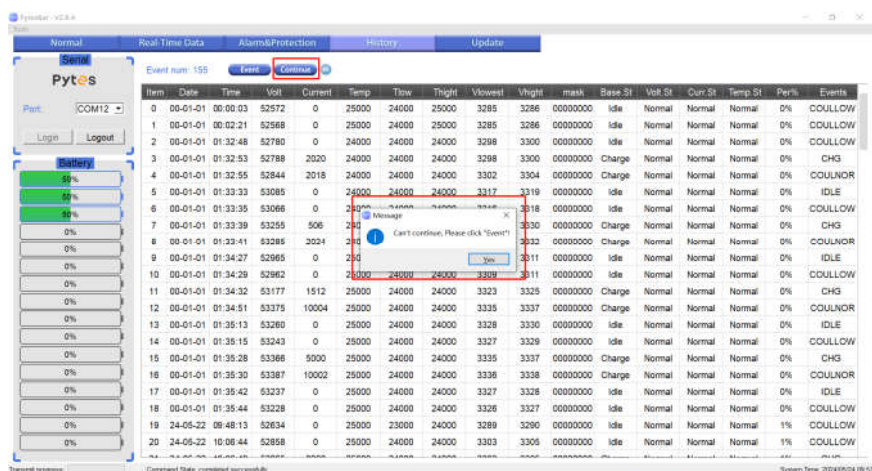 Normal Real-Time Data Alarm&Protection History Update
Serial
Pytes
Port: COM12
Login Logout
Battery
50%
50%
50%
0%
0%
0%
0%
0%
0%
0%
0%
0%
0%
0%
0%
0%
0%
Event num: 155 Event Continue
Item Date Time Volt Current Temp Tlow Thight Vlowest Vhight mask Base.St Volt.St Curr.St Temp.St Per% Events
0 00-01-01 00:00:03 52572 0 25000 24000 25000 3285 3286 00000000 Idle Normal Normal Normal 0% COULLOW
1 00-01-01 00:02:21 52568 0 25000 24000 25000 3285 3286 00000000 Idle Normal Normal Normal 0% COULLOW
2 00-01-01 01:32:48 52780 0 24000 24000 24000 3298 3300 00000000 Idle Normal Normal Normal 0% COULLOW
3 00-01-01 01:32:53 52788 2020 24000 24000 24000 3298 3300 00000000 Charge Normal Normal Normal 0% CHG
4 00-01-01 01:32:55 52844 2018 24000 24000 24000 3302 3304 00000000 Charge Normal Normal Normal 0% COULNOR
5 00-01-01 01:33:33 53085 0 24000 24000 24000 3317 3319 00000000 Idle Normal Normal Normal 0% IDLE
6 00-01-01 01:33:35 53066 0 3318 00000000 Idle Normal Normal Normal 0% COULLOW
7 00-01-01 01:33:39 53255 506 3330 00000000 Charge Normal Normal Normal 0% CHG
8 00-01-01 01:33:41 53285 2024 3332 00000000 Charge Normal Normal Normal 0% COULNOR
9 00-01-01 01:34:27 52965 0 3311 00000000 Idle Normal Normal Normal 0% IDLE
10 00-01-01 01:34:29 52962 0 25000 24000 24000 3309 3311 00000000 Idle Normal Normal Normal 0% COULLOW
11 00-01-01 01:34:32 53177 1512 25000 24000 24000 3323 3325 00000000 Charge Normal Normal Normal 0% CHG
12 00-01-01 01:34:51 53375 10004 25000 24000 24000 3335 3337 00000000 Charge Normal Normal Normal 0% COULNOR
13 00-01-01 01:35:13 53260 0 25000 24000 24000 3328 3330 00000000 Idle Normal Normal Normal 0% IDLE
14 00-01-01 01:35:15 53243 0 25000 24000 24000 3327 3329 00000000 Idle Normal Normal Normal 0% COULLOW
15 00-01-01 01:35:28 53366 5000 25000 24000 24000 3335 3337 00000000 Charge Normal Normal Normal 0% CHG
16 00-01-01 01:35:30 53387 10002 25000 24000 24000 3336 3338 00000000 Charge Normal Normal Normal 0% COULNOR
17 00-01-01 01:35:42 53237 0 25000 24000 24000 3327 3328 00000000 Idle Normal Normal Normal 0% IDLE
18 00-01-01 01:35:44 53228 0 25000 24000 24000 3326 3327 00000000 Idle Normal Normal Normal 0% COULLOW
19 24-05-22 09:48:13 52634 0 25000 23000 24000 3289 3290 00000000 Idle Normal Normal Normal 1% COULLOW
20 24-05-22 10:06:44 52858 0 25000 24000 24000 3303 3305 00000000 Idle Normal Normal Normal 1% COULLOW
Message
Can't continue, Please click "Event"!
Yes
Transmit progress: Command State: completed successfully